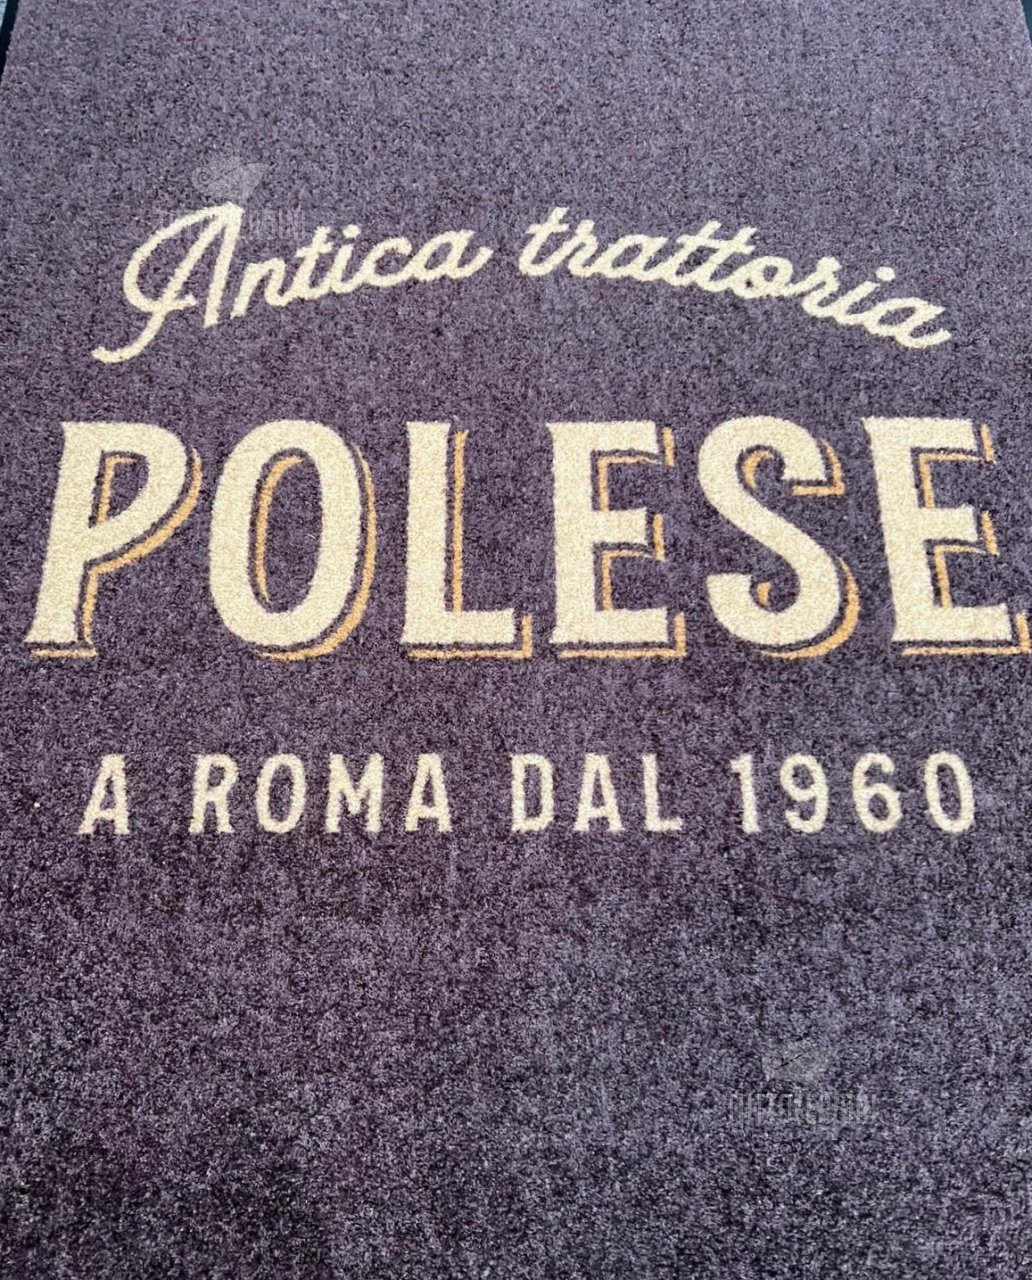 Antica trattoria
POLESE
A ROMA DAL 1960